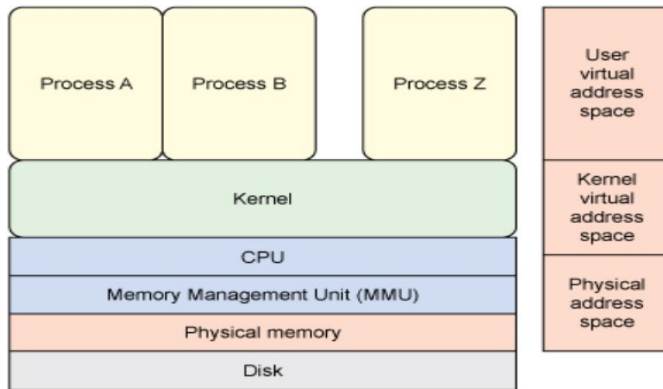 Process A
Process B
Process Z
Kernel
CPU
Memory Management Unit (MMU)
Physical memory
Disk
User
virtual
address
space
Kernel
virtual
address
space
Physical
address
space